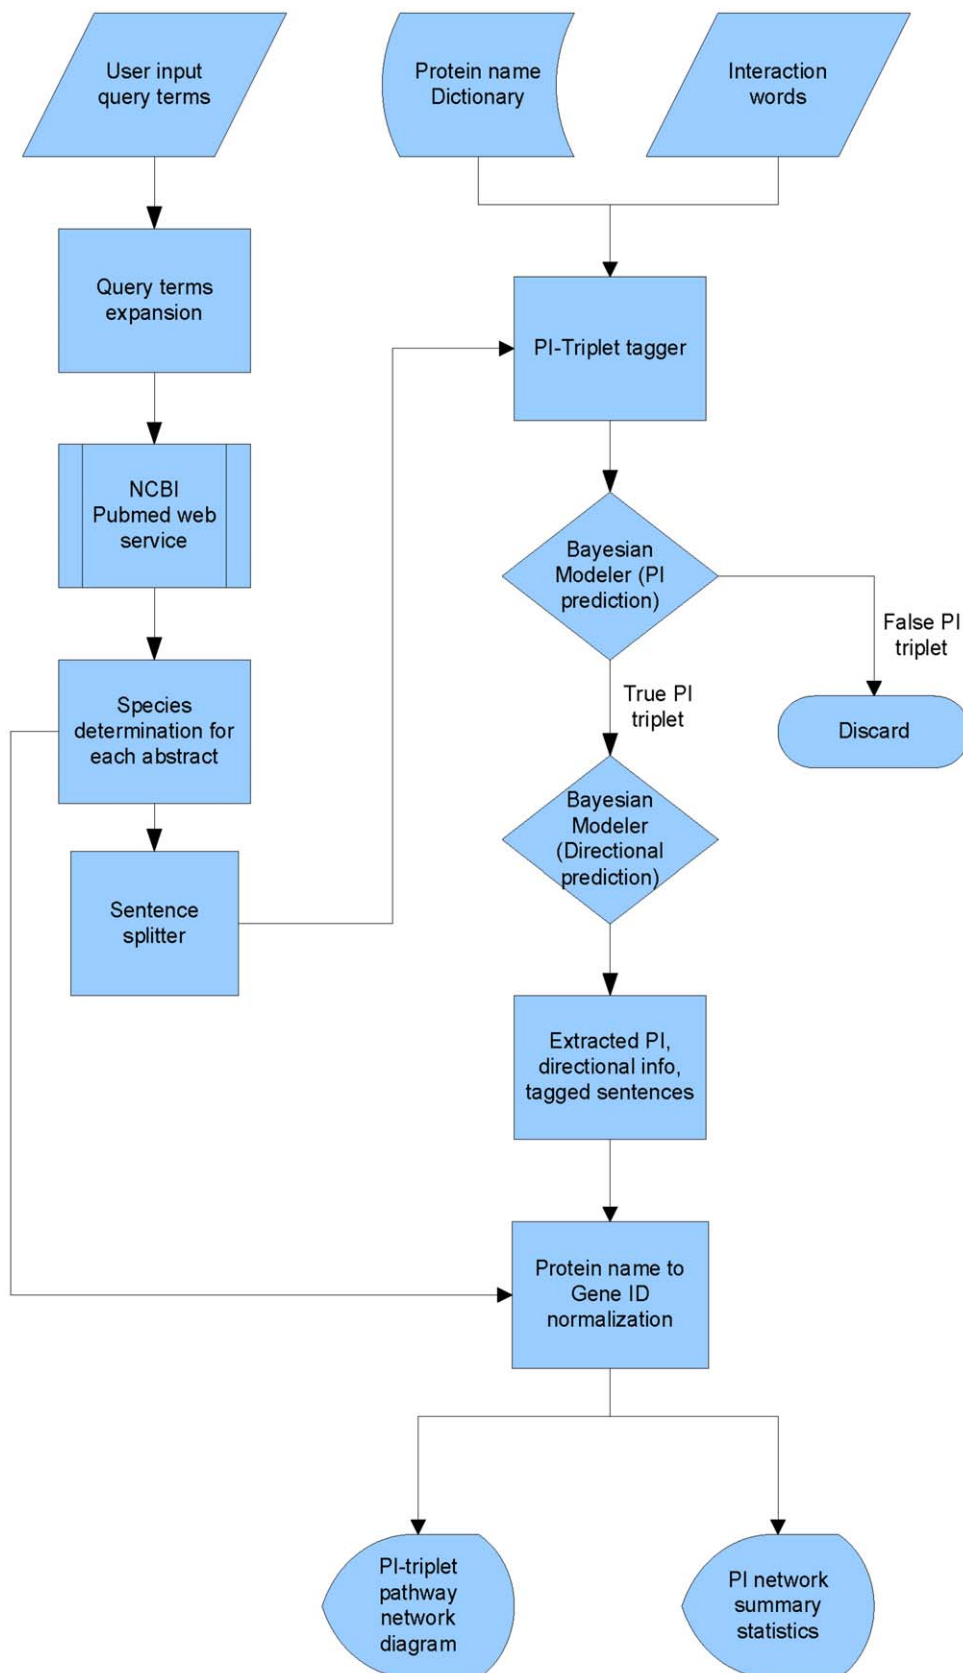 User input
query terms
Protein name
Dictionary
Interaction
words
Query terms
expansion
PI-Triplet tagger
NCBI
Pubmed web
service
Bayesian
Modeler (PI
prediction)
False PI
triplet
True PI
triplet
Species
determination for
each abstract
Discard
Bayesian
Modeler
(Directional
prediction)
Sentence
splitter
Extracted PI,
directional info,
tagged sentences
Protein name to
Gene ID
normalization
PI-triplet
pathway
network
diagram
PI network
summary
statistics